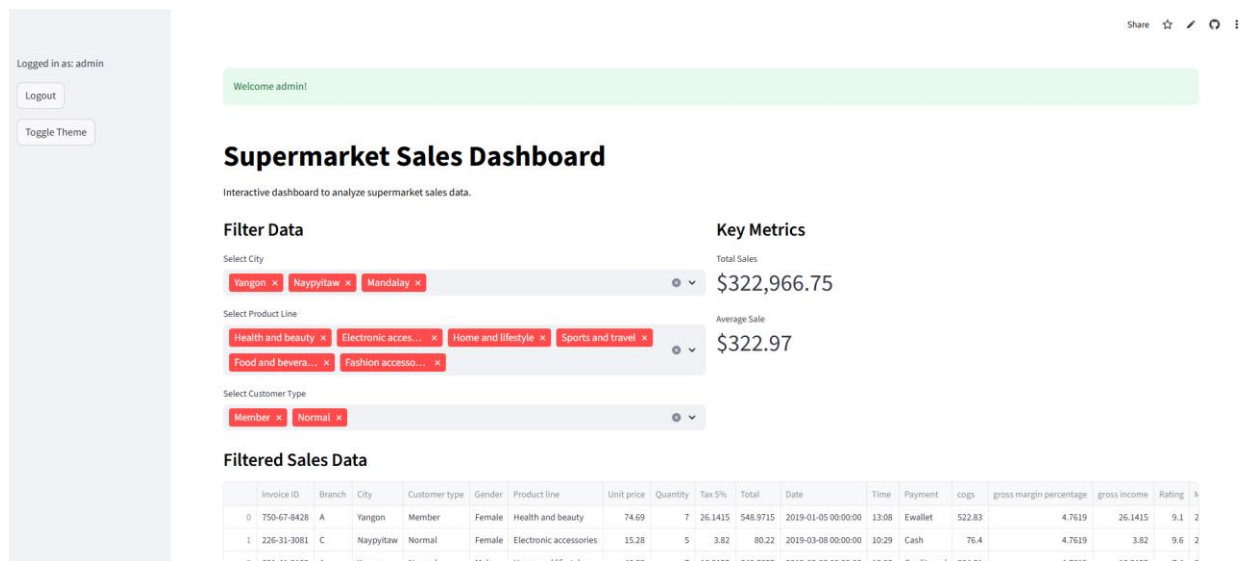 Share
Logged in as: admin
Logout
Toggle Theme
Welcome admin!
Supermarket Sales Dashboard
Interactive dashboard to analyze supermarket sales data.
Filter Data
Select City
Yangon × Naypyitaw × Mandalay ×
Select Product Line
Health and beauty × Electronic acces... × Home and lifestyle × Sports and travel ×
Food and bevera... × Fashion accesso... ×
Select Customer Type
Member × Normal ×
Key Metrics
Total Sales
$322,966.75
Average Sale
$322.97
Filtered Sales Data
Invoice ID Branch City Customer type Gender Product line Unit price Quantity Tax 5% Total Date Time Payment cogs gross margin percentage gross income Rating
0 750-67-8428 A Yangon Member Female Health and beauty 74.69 7 26.1415 548.9715 2019-01-05 00:00:00 13:08 Ewallet 522.83 4.7619 26.1415 9.1 2
1 226-31-3081 C Naypyitaw Normal Female Electronic accessories 15.28 5 3.82 80.22 2019-03-08 00:00:00 10:29 Cash 76.4 4.7619 3.82 9.6 2